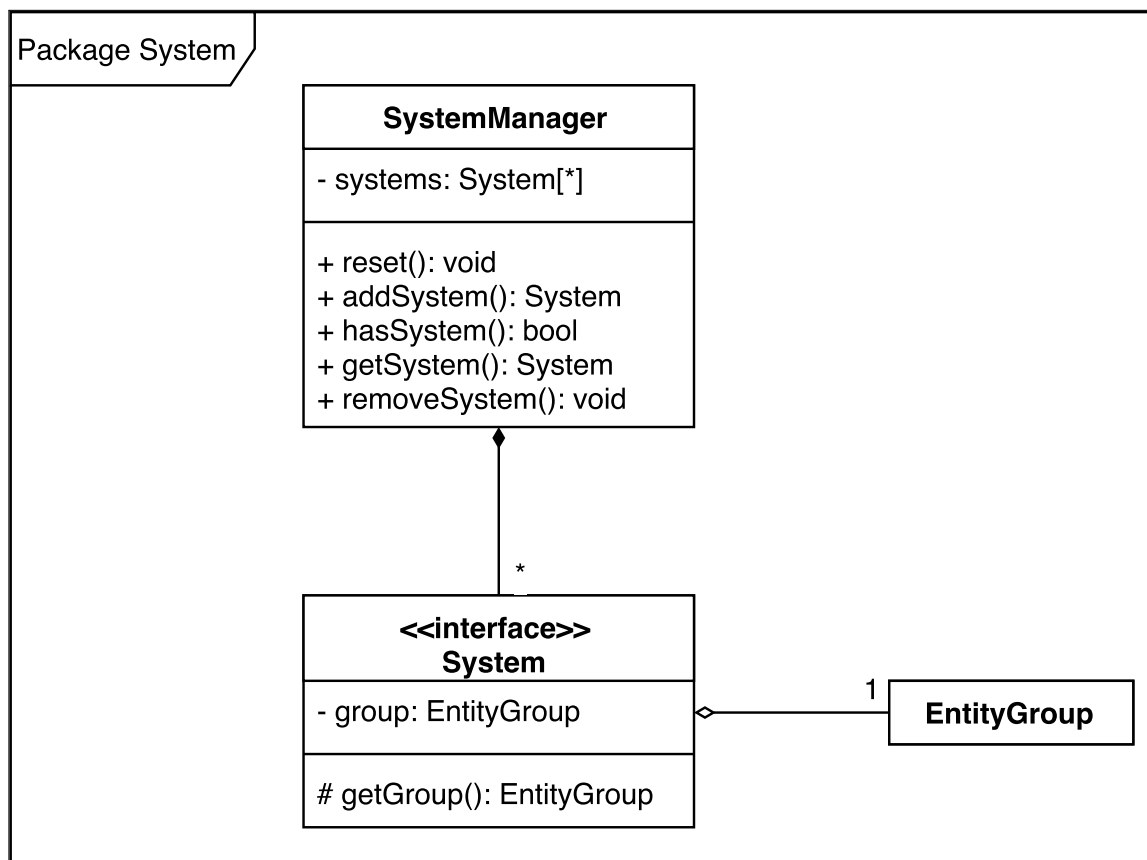 Package System
SystemManager
- systems: System[*]
+ reset(): void
+ addSystem(): System
+ hasSystem(): bool
+ getSystem(): System
+ removeSystem(): void
*
<<interface>>
System
- group: EntityGroup
# getGroup(): EntityGroup
1
EntityGroup